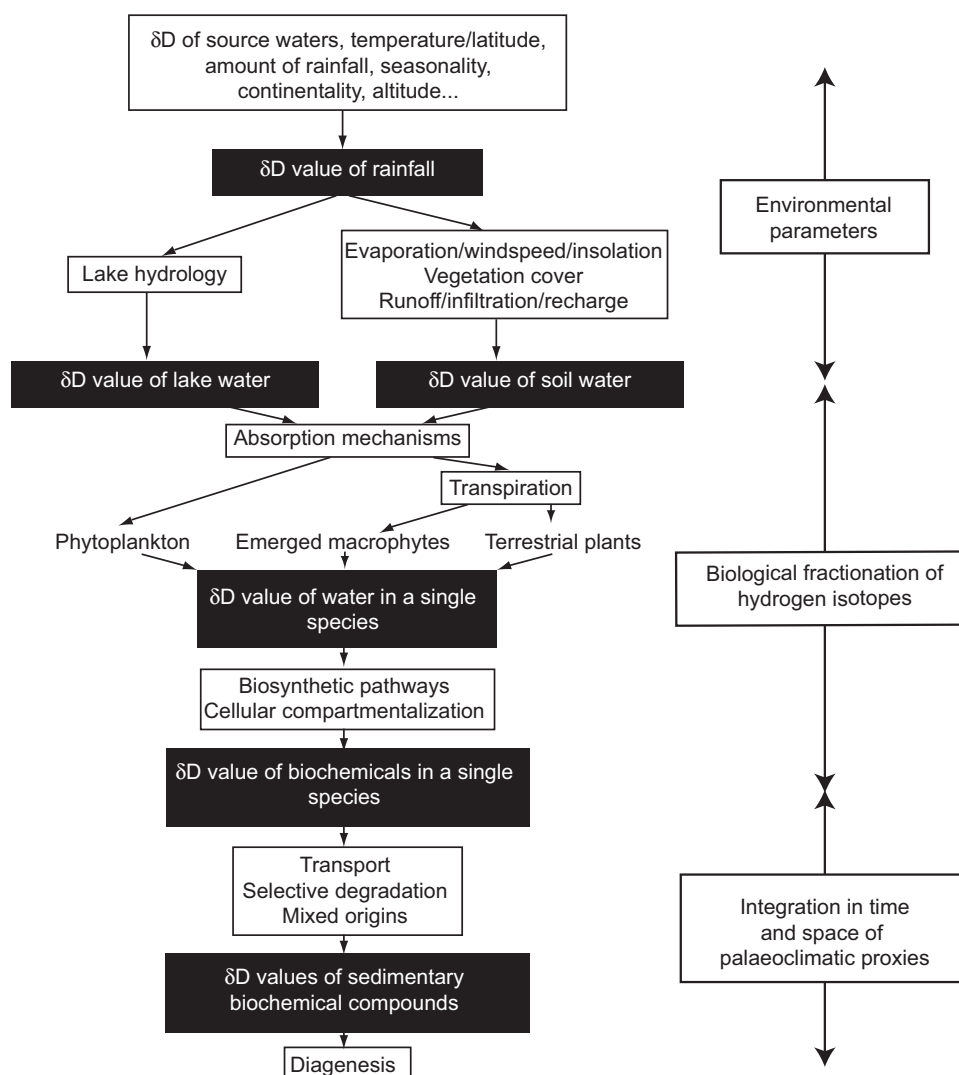 δD of source waters, temperature/latitude,
amount of rainfall, seasonality,
continentality, altitude...
δD value of rainfall
Environmental
parameters
Lake hydrology
Evaporation/windspeed/insolation
Vegetation cover
Runoff/infiltration/recharge
δD value of lake water
δD value of soil water
Absorption mechanisms
Transpiration
Phytoplankton
Emerged macrophytes
Terrestrial plants
Biological fractionation of
hydrogen isotopes
δD value of water in a single
species
Biosynthetic pathways
Cellular compartmentalization
δD value of biochemicals in a single
species
Transport
Selective degradation
Mixed origins
Integration in time
and space of
palaeoclimatic proxies
δD values of sedimentary
biochemical compounds
Diagenesis